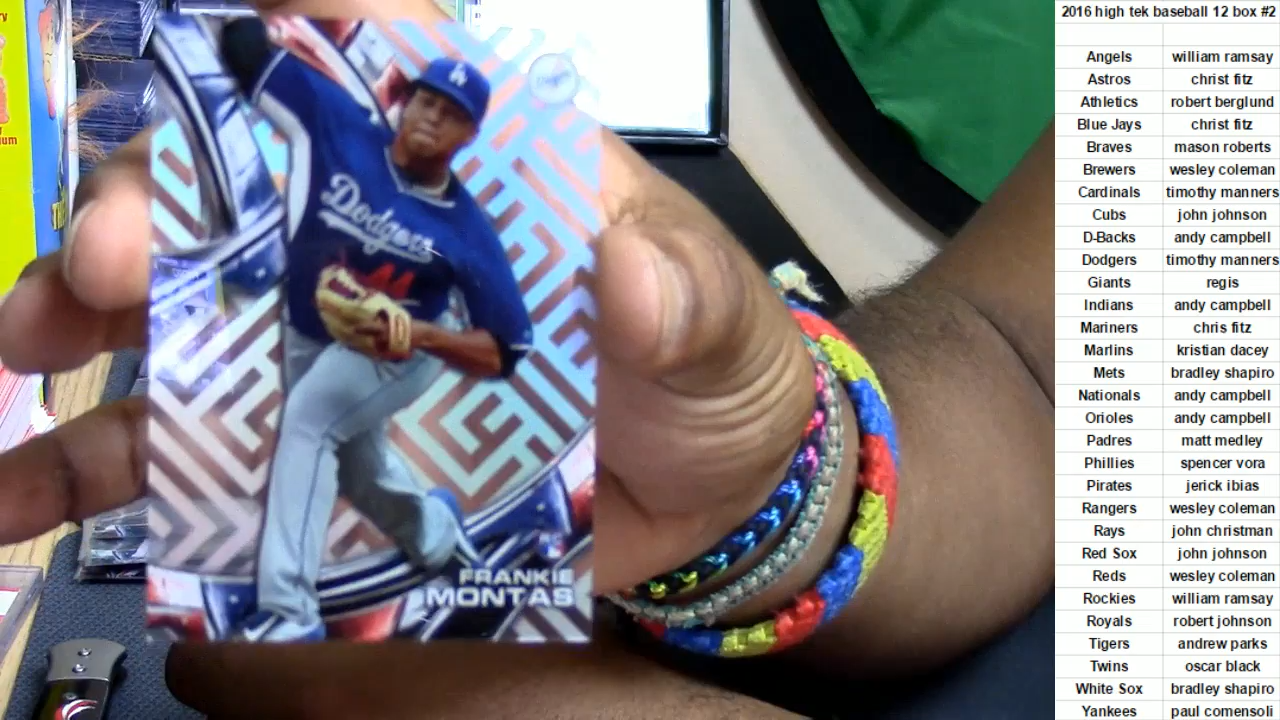 Dodgers
44
LA
FRANKIE
MONTAS
2016 high tek baseball 12 box #2
Angels william ramsay
Astros christ fitz
Athletics robert berglund
Blue Jays christ fitz
Braves mason roberts
Brewers wesley coleman
Cardinals timothy manners
Cubs john johnson
D-Backs andy campbell
Dodgers timothy manners
Giants regis
Indians andy campbell
Mariners chris fitz
Marlins kristian dacey
Mets bradley shapiro
Nationals andy campbell
Orioles andy campbell
Padres matt medley
Phillies spencer vora
Pirates jerick ibias
Rangers wesley coleman
Rays john christman
Red Sox john johnson
Reds wesley coleman
Rockies william ramsay
Royals robert johnson
Tigers andrew parks
Twins oscar black
White Sox bradley shapiro
Yankees paul comensoli